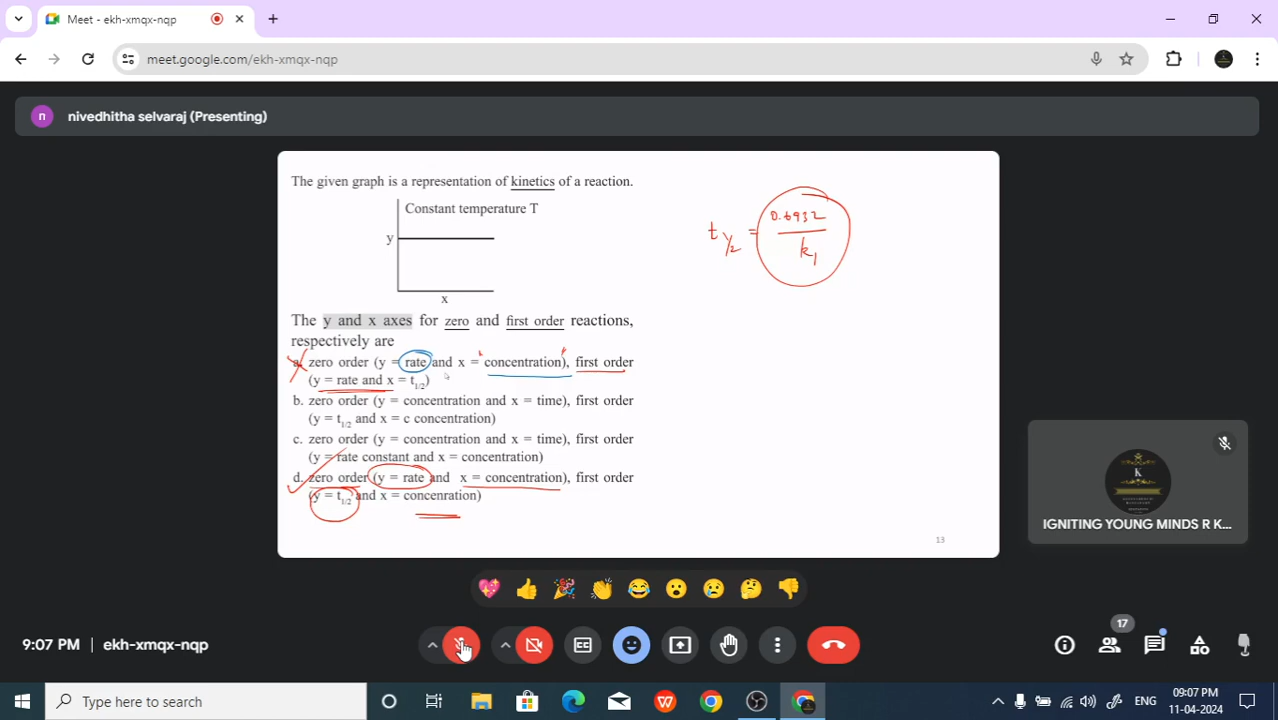 Meet - ekh-xmqx-nqp
meet.google.com/ekh-xmqx-nqp
n
nivedhitha selvaraj (Presenting)
The given graph is a representation of kinetics of a reaction.
Constant temperature T
y
x
t 1/2 = 0.6932 / k1
The y and x axes for zero and first order reactions,
respectively are
a. zero order (y = rate and x = concentration), first order
(y = rate and x = t1/2)
b. zero order (y = concentration and x = time), first order
(y = t1/2 and x = c concentration)
c. zero order (y = concentration and x = time), first order
(y = rate constant and x = concentration)
d. zero order (y = rate and x = concentration), first order
(y = t1/2 and x = concenration)
13
K
IGNITING YOUNG MINDS R K...
9:07 PM | ekh-xmqx-nqp
17
Type here to search
ENG
09:07 PM
11-04-2024